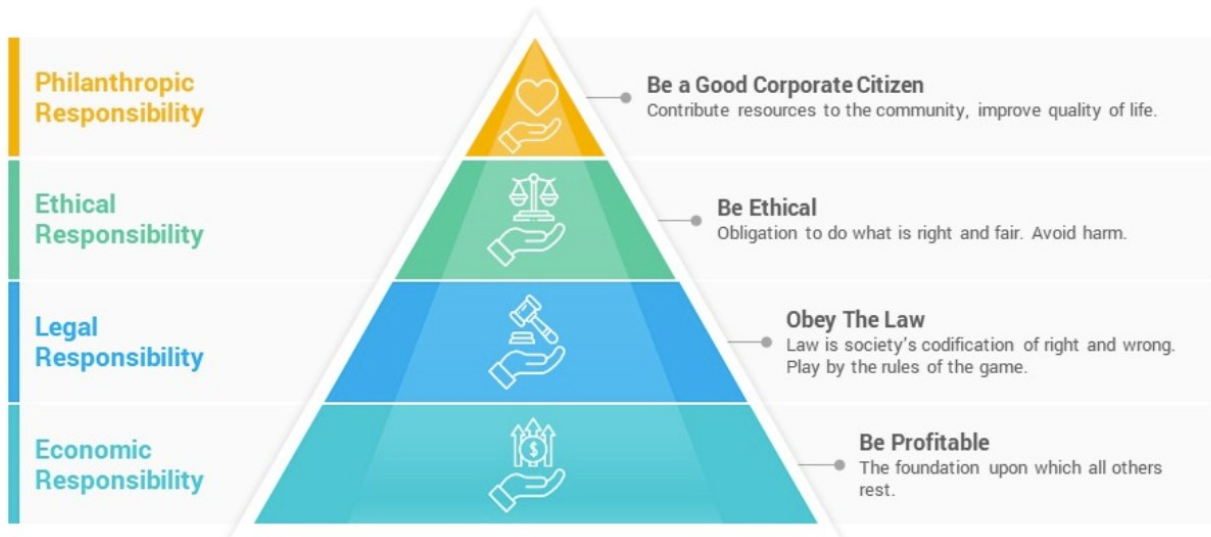 Philanthropic
Responsibility
Be a Good Corporate Citizen
Contribute resources to the community, improve quality of life.
Ethical
Responsibility
Be Ethical
Obligation to do what is right and fair. Avoid harm.
Legal
Responsibility
Obey The Law
Law is society's codification of right and wrong.
Play by the rules of the game.
Economic
Responsibility
$
Be Profitable
The foundation upon which all others
rest.